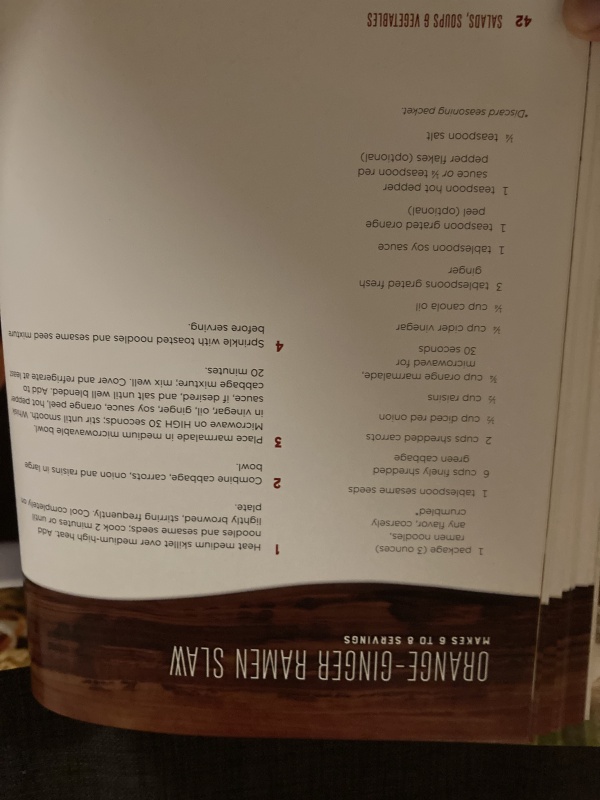 ORANGE-GINGER RAMEN SLAW
MAKES 6 TO 8 SERVINGS
1 package (3 ounces)
ramen noodles,
any flavor, coarsely
crumbled*
1 tablespoon sesame seeds
6 cups finely shredded
green cabbage
2 cups shredded carrots
½ cup diced red onion
½ cup raisins
¾ cup orange marmalade,
microwaved for
30 seconds
¼ cup cider vinegar
¼ cup canola oil
3 tablespoons grated fresh
ginger
1 tablespoon soy sauce
1 teaspoon grated orange
peel (optional)
1 teaspoon hot pepper
sauce or ¼ teaspoon red
pepper flakes (optional)
¼ teaspoon salt
*Discard seasoning packet.
1 Heat medium skillet over medium-high heat. Add
noodles and sesame seeds; cook 2 minutes or until
lightly browned, stirring frequently. Cool completely on
plate.
2 Combine cabbage, carrots, onion and raisins in large
bowl.
3 Place marmalade in medium microwavable bowl.
Microwave on HIGH 30 seconds; stir until smooth. Whisk
in vinegar, oil, ginger, soy sauce, orange peel, hot pepper
sauce, if desired, and salt until well blended. Add to
cabbage mixture; mix well. Cover and refrigerate at least
20 minutes.
4 Sprinkle with toasted noodles and sesame seed mixture
before serving.
42 SALADS, SOUPS & VEGETABLES